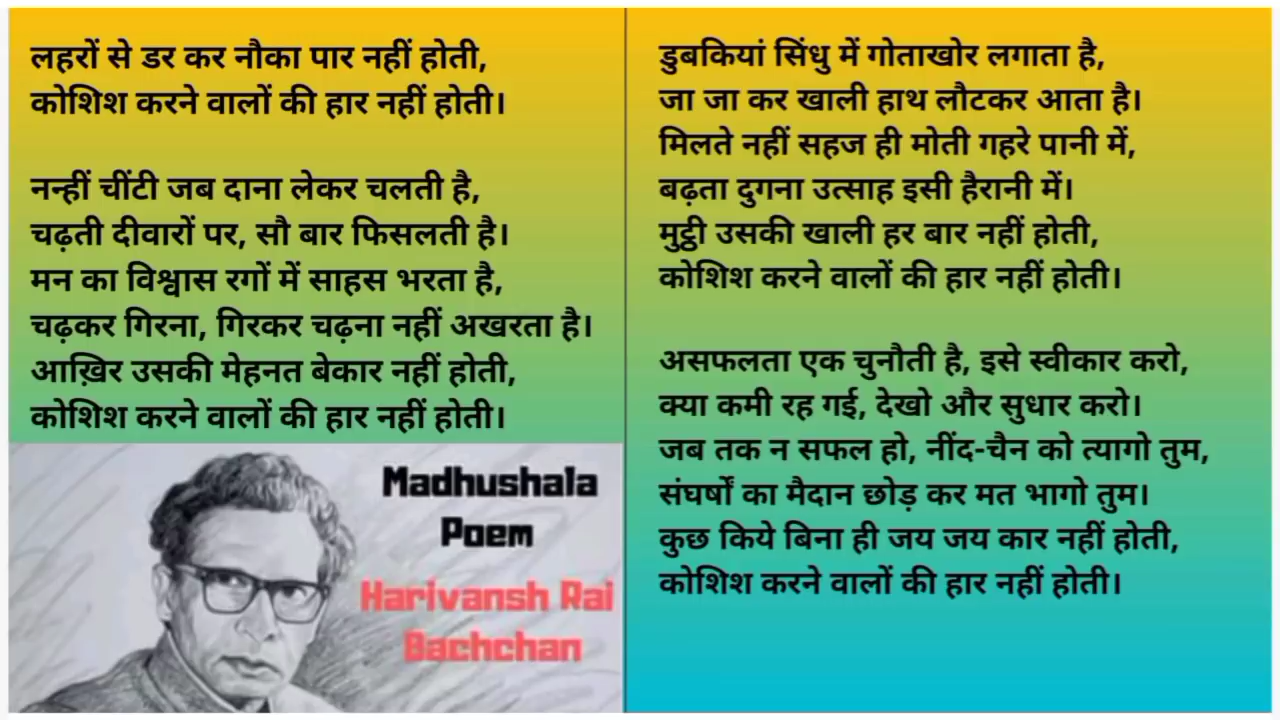 लहरों से डर कर नौका पार नहीं होती,
कोशिश करने वालों की हार नहीं होती।
नन्हीं चींटी जब दाना लेकर चलती है,
चढ़ती दीवारों पर, सौ बार फिसलती है।
मन का विश्वास रगों में साहस भरता है,
चढ़कर गिरना, गिरकर चढ़ना नहीं अखरता है।
आख़िर उसकी मेहनत बेकार नहीं होती,
कोशिश करने वालों की हार नहीं होती।
Madhushala
Poem
Harivansh Rai
Bachchan
डुबकियां सिंधु में गोताखोर लगाता है,
जा जा कर खाली हाथ लौटकर आता है।
मिलते नहीं सहज ही मोती गहरे पानी में,
बढ़ता दुगना उत्साह इसी हैरानी में।
मुट्ठी उसकी खाली हर बार नहीं होती,
कोशिश करने वालों की हार नहीं होती।
असफलता एक चुनौती है, इसे स्वीकार करो,
क्या कमी रह गई, देखो और सुधार करो।
जब तक न सफल हो, नींद-चैन को त्यागो तुम,
संघर्षों का मैदान छोड़ कर मत भागो तुम।
कुछ किये बिना ही जय जय कार नहीं होती,
कोशिश करने वालों की हार नहीं होती।